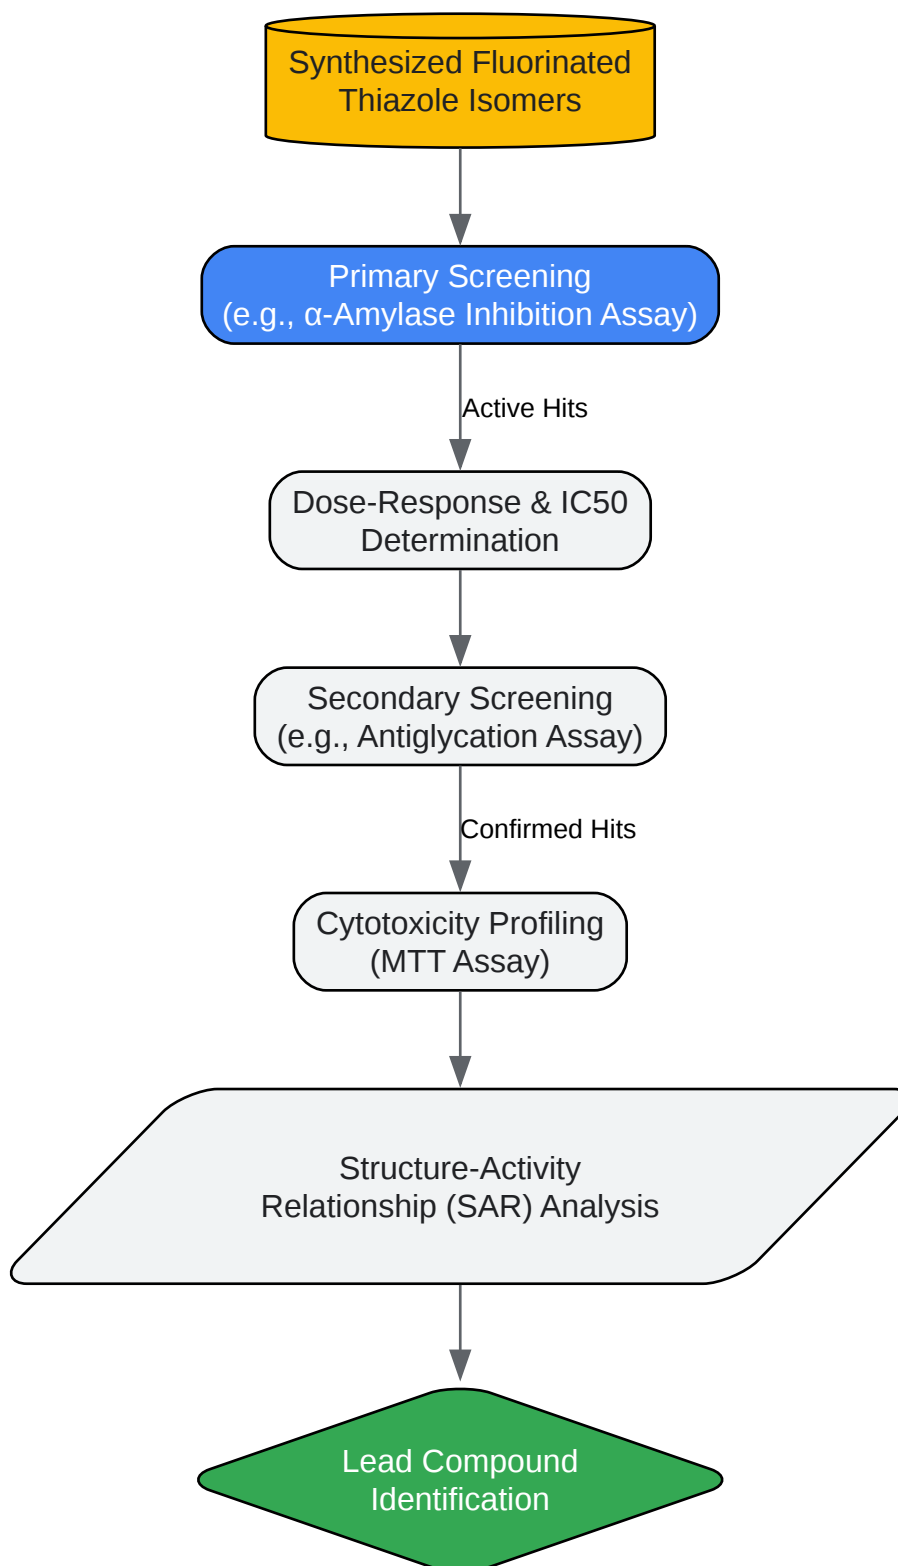 Synthesized Fluorinated
Thiazole Isomers
Primary Screening
(e.g., α-Amylase Inhibition Assay)
Active Hits
Dose-Response & IC50
Determination
Secondary Screening
(e.g., Antiglycation Assay)
Confirmed Hits
Cytotoxicity Profiling
(MTT Assay)
Structure-Activity
Relationship (SAR) Analysis
Lead Compound
Identification